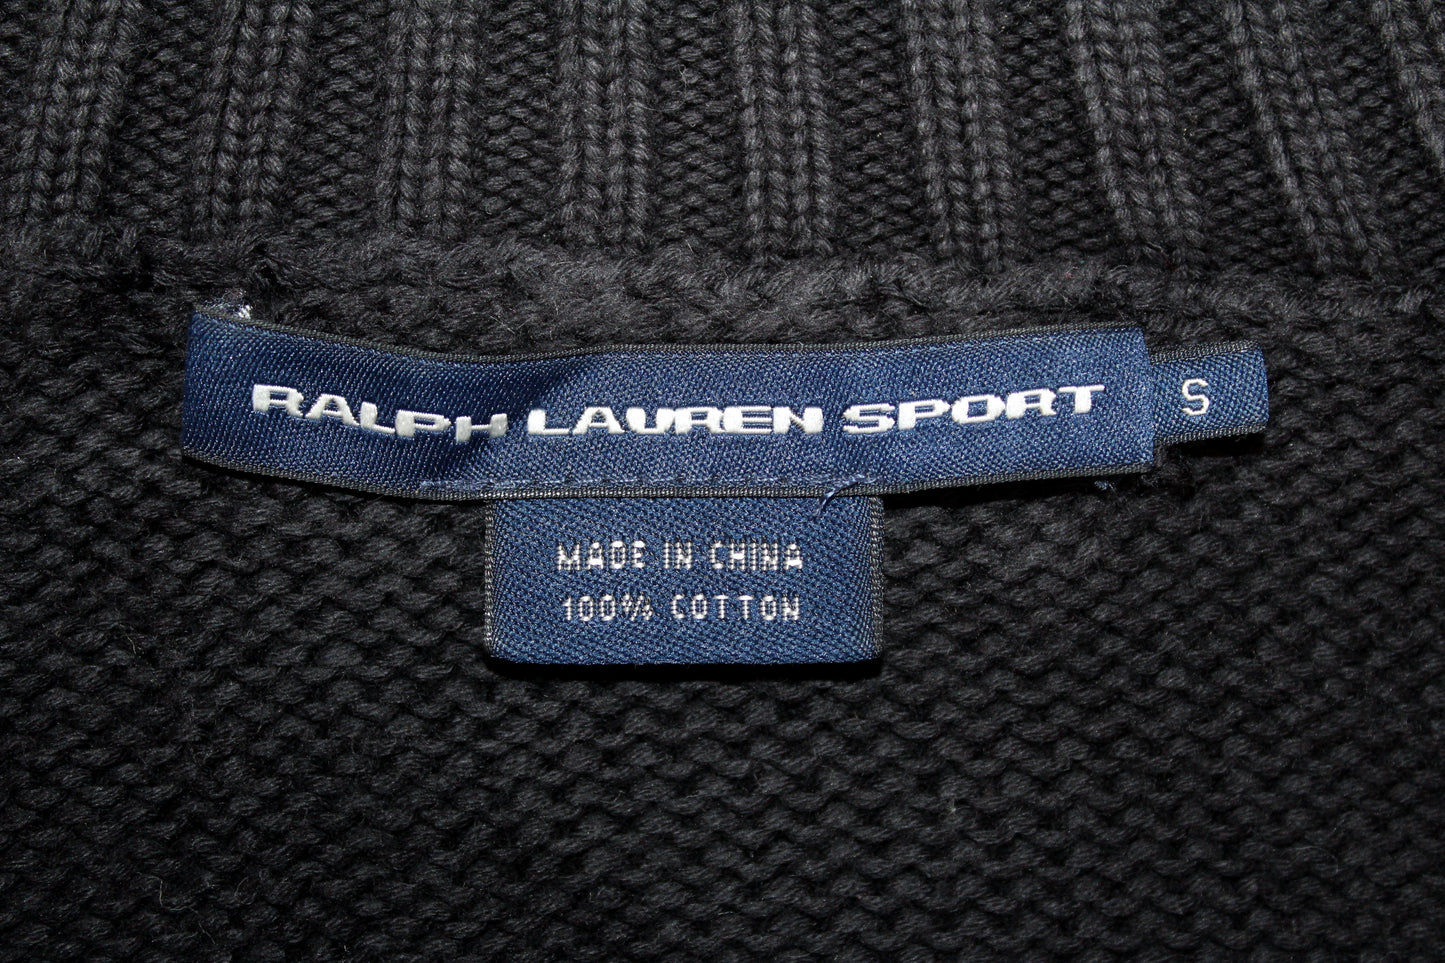 RALPH LAUREN SPORT
S
MADE IN CHINA
100% COTTON